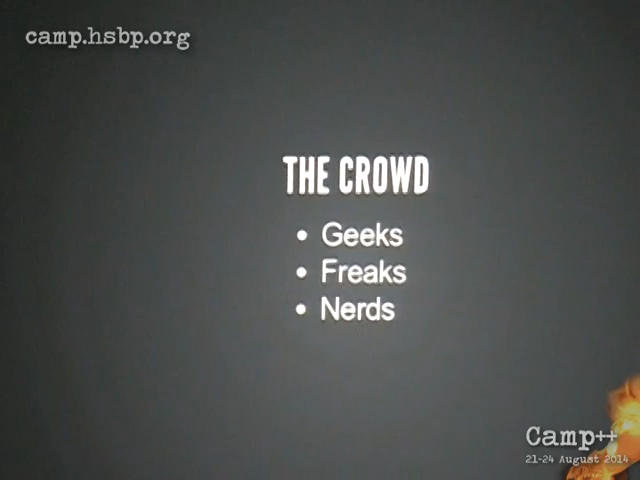 camp.hsbp.org
THE CROWD
• Geeks
• Freaks
• Nerds
Camp++
21-24 August 2014